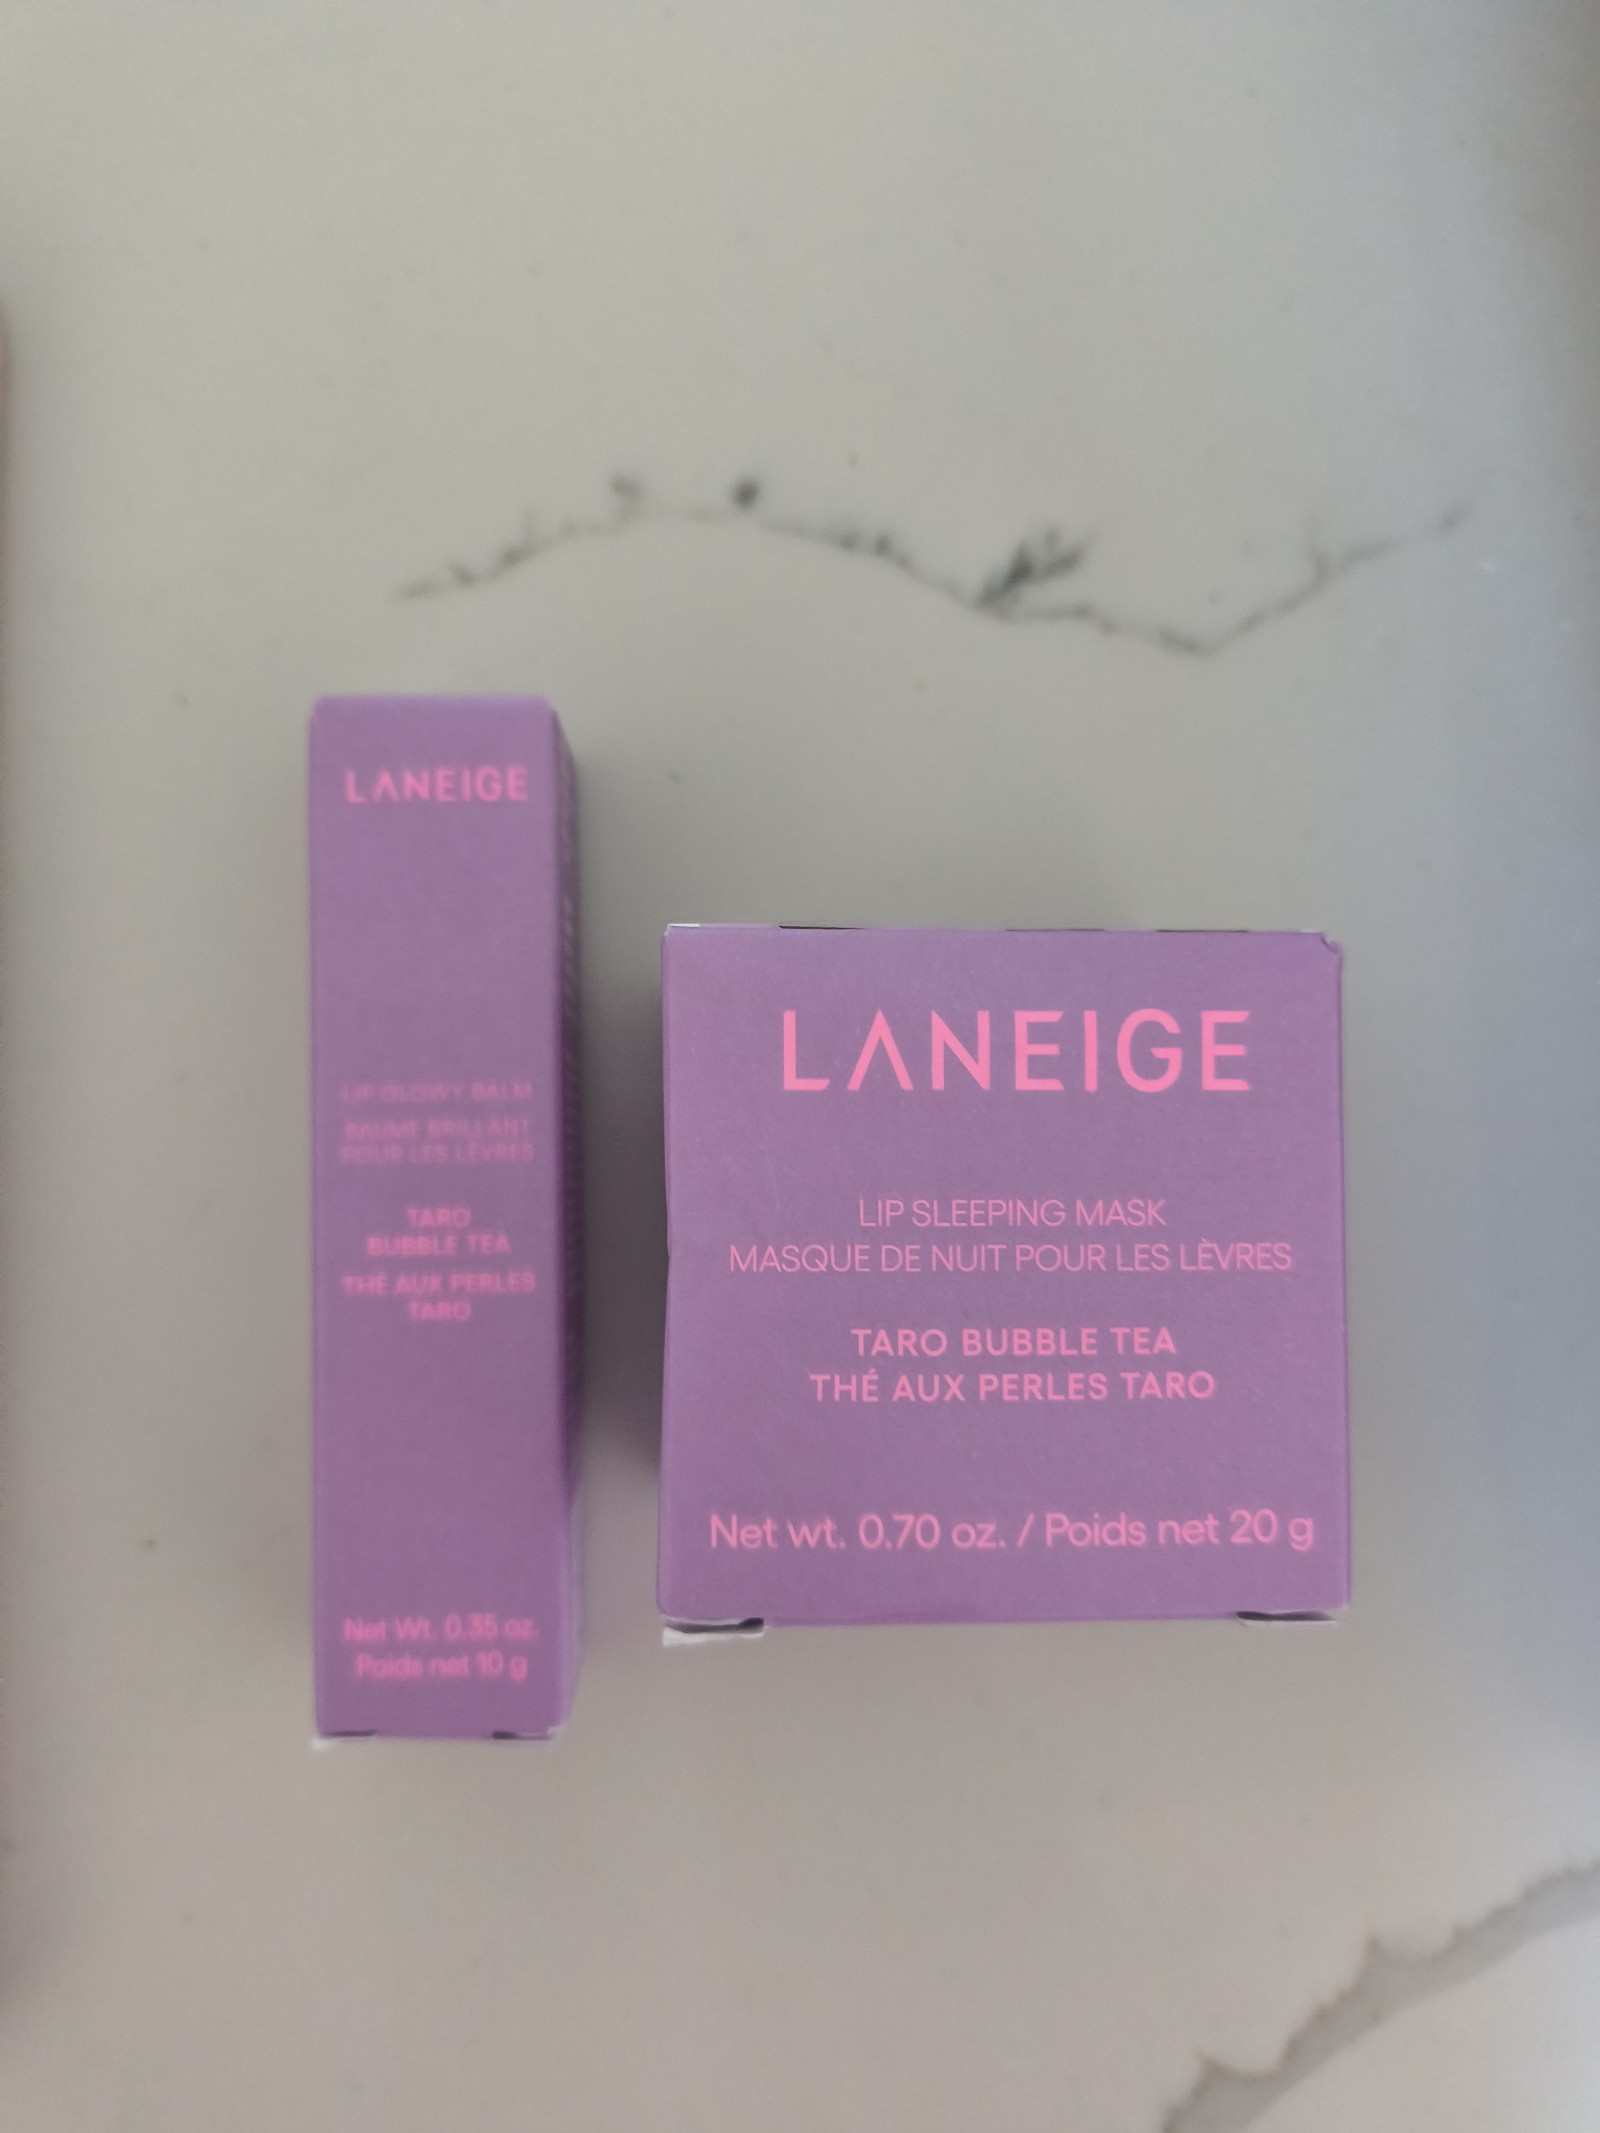 LANEIGE
LIP GLOWY BALM
BAUME BRILLANT
POUR LES LÈVRES
TARO
BUBBLE TEA
THÉ AUX PERLES
TARO
Net Wt. 0.35 oz.
Poids net 10 g
LANEIGE
LIP SLEEPING MASK
MASQUE DE NUIT POUR LES LÈVRES
TARO BUBBLE TEA
THÉ AUX PERLES TARO
Net wt. 0.70 oz. / Poids net 20 g